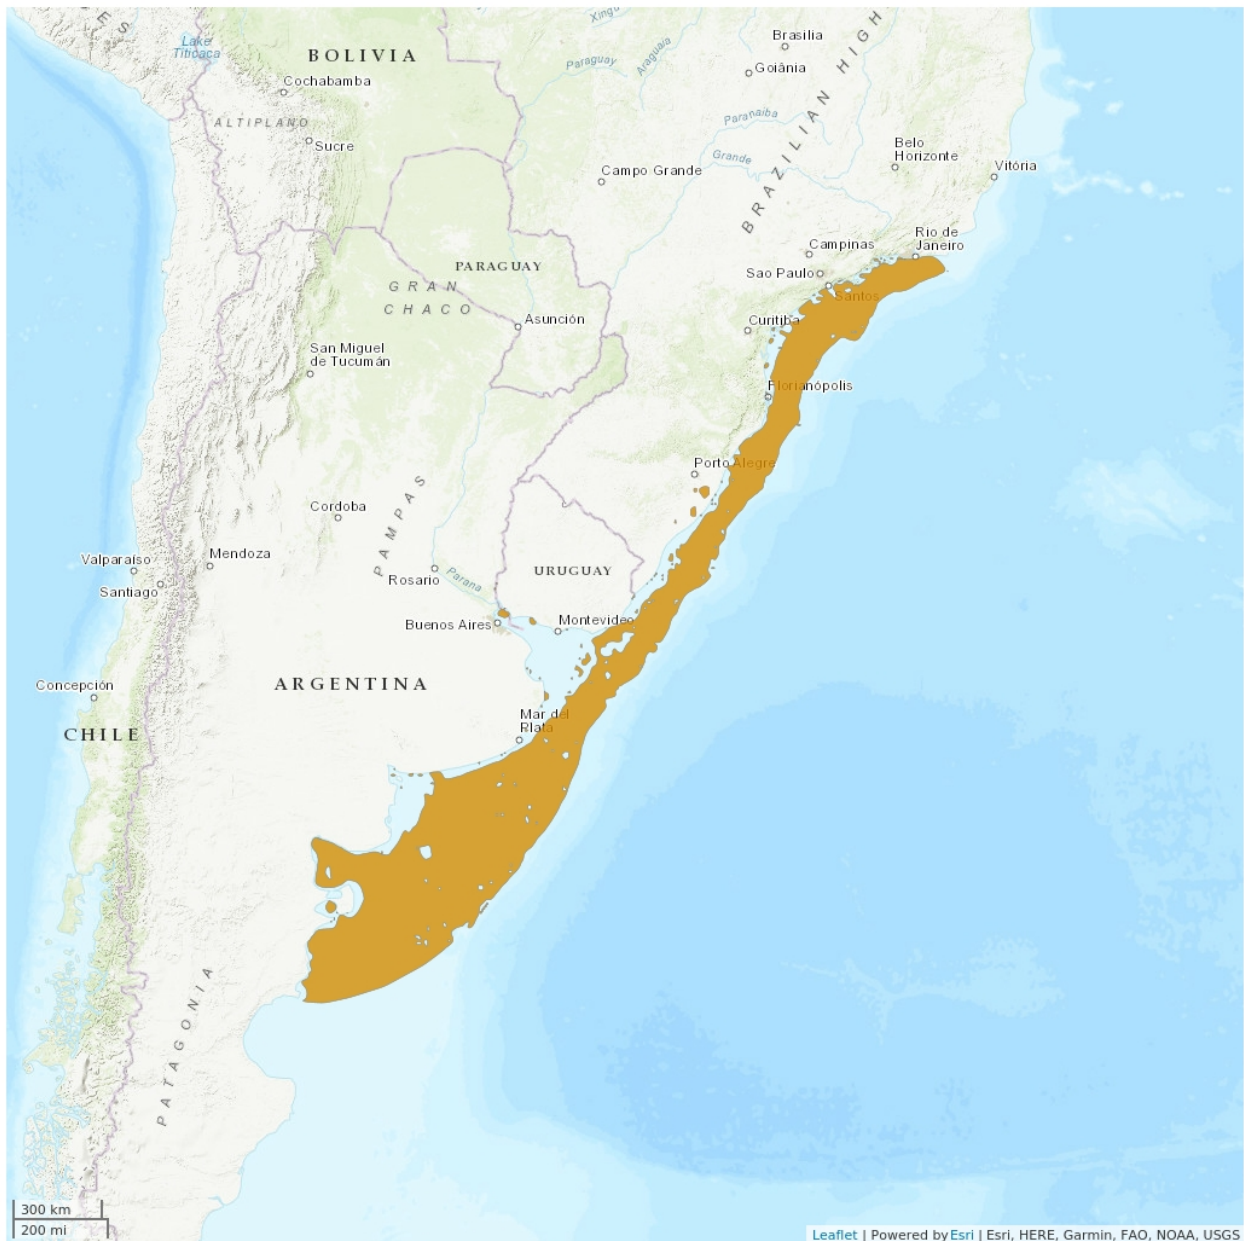 Xingu
Brasilia
E S
Lake
Titicaca
BOLIVIA
Paraguay
Araguaia
Goiânia
Cochabamba
BRAZILIAN HIGH
ALTIPLANO
Paranaiba
Sucre
Belo
Horizonte
Grande
Vitória
Campo Grande
Rio de
Janeiro
Campinas
PARAGUAY
Sao Paulo
GRAN
CHACO
Santos
Asunción
Curitiba
San Miguel
de Tucumán
Florianópolis
Porto Alegre
PAMPAS
Cordoba
Mendoza
Valparaíso
URUGUAY
Rosario
Parana
Santiago
Buenos Aires
Montevideo
Concepción
ARGENTINA
Mar del
Plata
CHILE
PATAGONIA
300 km
200 mi
Leaflet | Powered by Esri | Esri, HERE, Garmin, FAO, NOAA, USGS